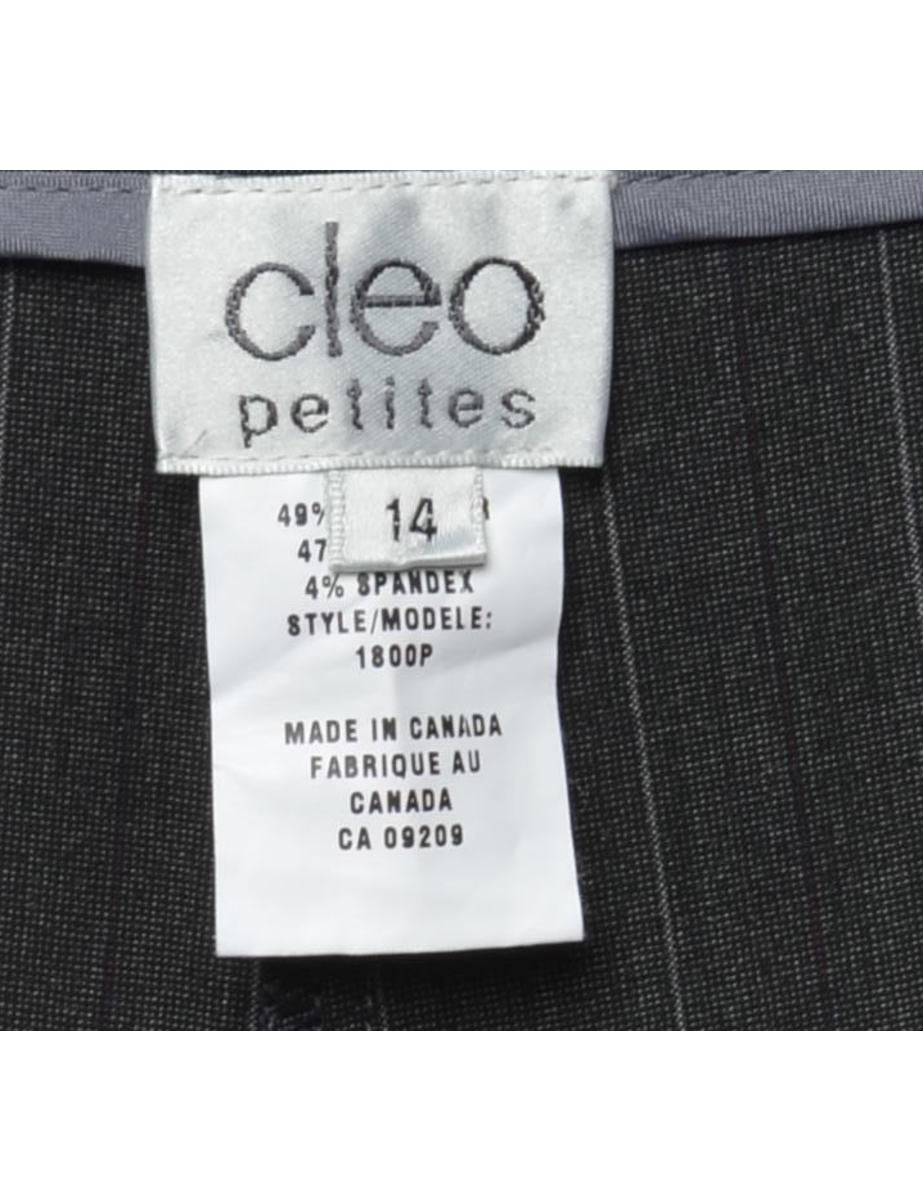 cleo
petites
14
49%
47
4% SPANDEX
STYLE/MODELE:
1800P
MADE IN CANADA
FABRIQUE AU
CANADA
CA 09209